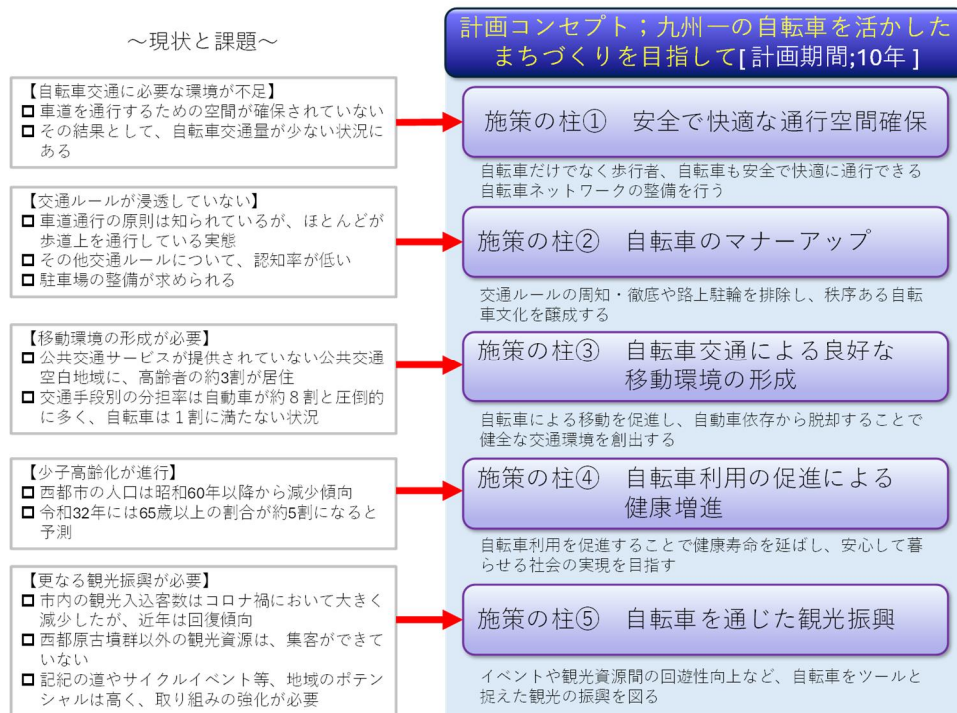 ～現状と課題～
計画コンセプト；九州一の自転車を活かした
まちづくりを目指して[計画期間;10年]
【自転車交通に必要な環境が不足】
車道を通行するための空間が確保されていない
その結果として、自転車交通量が少ない状況に
ある
施策の柱① 安全で快適な通行空間確保
自転車だけでなく歩行者、自転車も安全で快適に通行できる
自転車ネットワークの整備を行う
【交通ルールが浸透していない】
車道通行の原則は知られているが、ほとんどが
歩道上を通行している実態
その他交通ルールについて、認知率が低い
駐車場の整備が求められる
施策の柱② 自転車のマナーアップ
交通ルールの周知・徹底や路上駐輪を排除し、秩序ある自転
車文化を醸成する
【移動環境の形成が必要】
公共交通サービスが提供されていない公共交通
空白地域に、高齢者の約3割が居住
交通手段別の分担率は自動車が約８割と圧倒的
に多く、自転車は１割に満たない状況
施策の柱③ 自転車交通による良好な
移動環境の形成
自転車による移動を促進し、自動車依存から脱却することで
健全な交通環境を創出する
【少子高齢化が進行】
西都市の人口は昭和60年以降から減少傾向
令和32年には65歳以上の割合が約5割になると
予測
施策の柱④ 自転車利用の促進による
健康増進
自転車利用を促進することで健康寿命を延ばし、安心して暮
らせる社会の実現を目指す
【更なる観光振興が必要】
市内の観光入込客数はコロナ禍において大きく
減少したが、近年は回復傾向
西都原古墳群以外の観光資源は、集客ができて
いない
記紀の道やサイクルイベント等、地域のポテン
シャルは高く、取り組みの強化が必要
施策の柱⑤ 自転車を通じた観光振興
イベントや観光資源間の回遊性向上など、自転車をツールと
捉えた観光の振興を図る